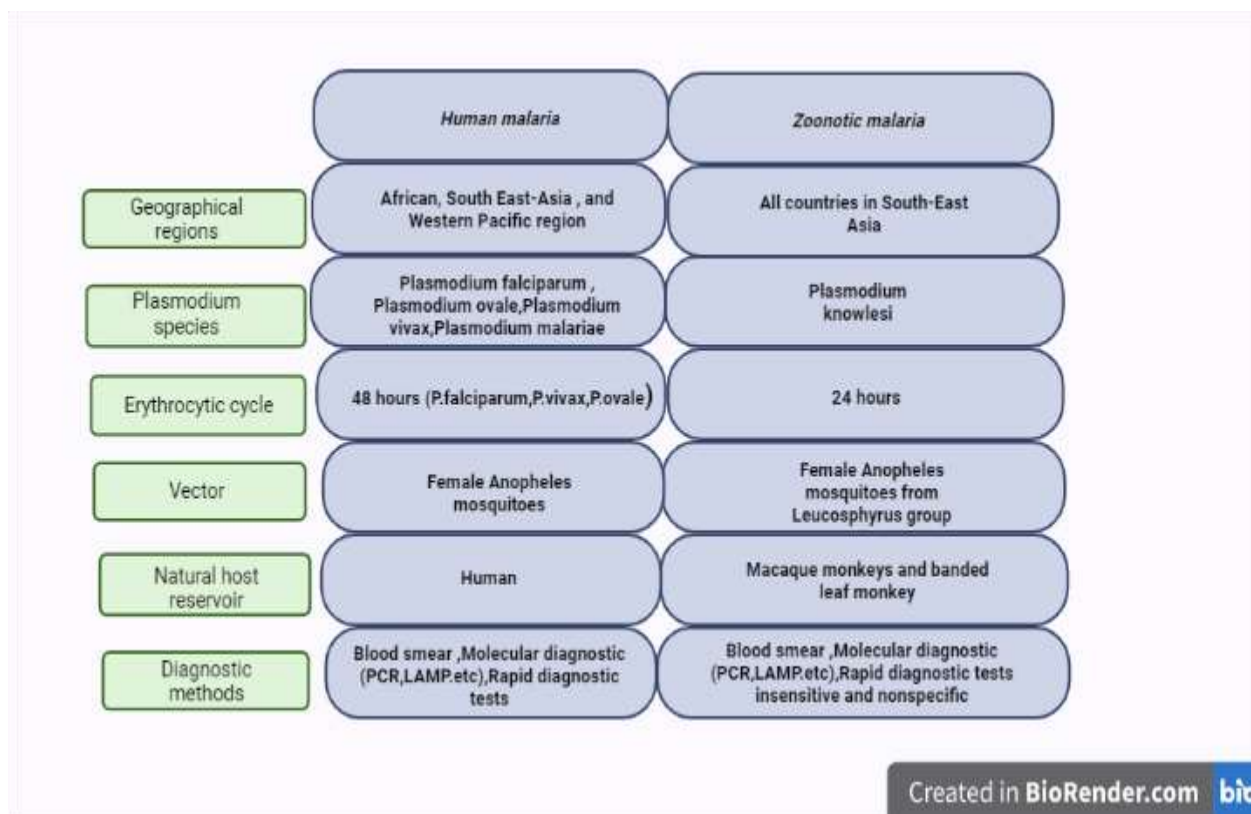 Human malaria
Zoonotic malaria
Geographical
regions
African, South East-Asia , and
Western Pacific region
All countries in South-East
Asia
Plasmodium
species
Plasmodium falciparum ,
Plasmodium ovale,Plasmodium
vivax,Plasmodium malariae
Plasmodium
knowlesi
Erythrocytic cycle
48 hours (P.falciparum,P.vivax,P.ovale)
24 hours
Vector
Female Anopheles
mosquitoes
Female Anopheles
mosquitoes from
Leucosphyrus group
Natural host
reservoir
Human
Macaque monkeys and banded
leaf monkey
Diagnostic
methods
Blood smear ,Molecular diagnostic
(PCR,LAMP.etc),Rapid diagnostic
tests
Blood smear ,Molecular diagnostic
(PCR,LAMP.etc),Rapid diagnostic tests
insensitive and nonspecific
Created in BioRender.com bio